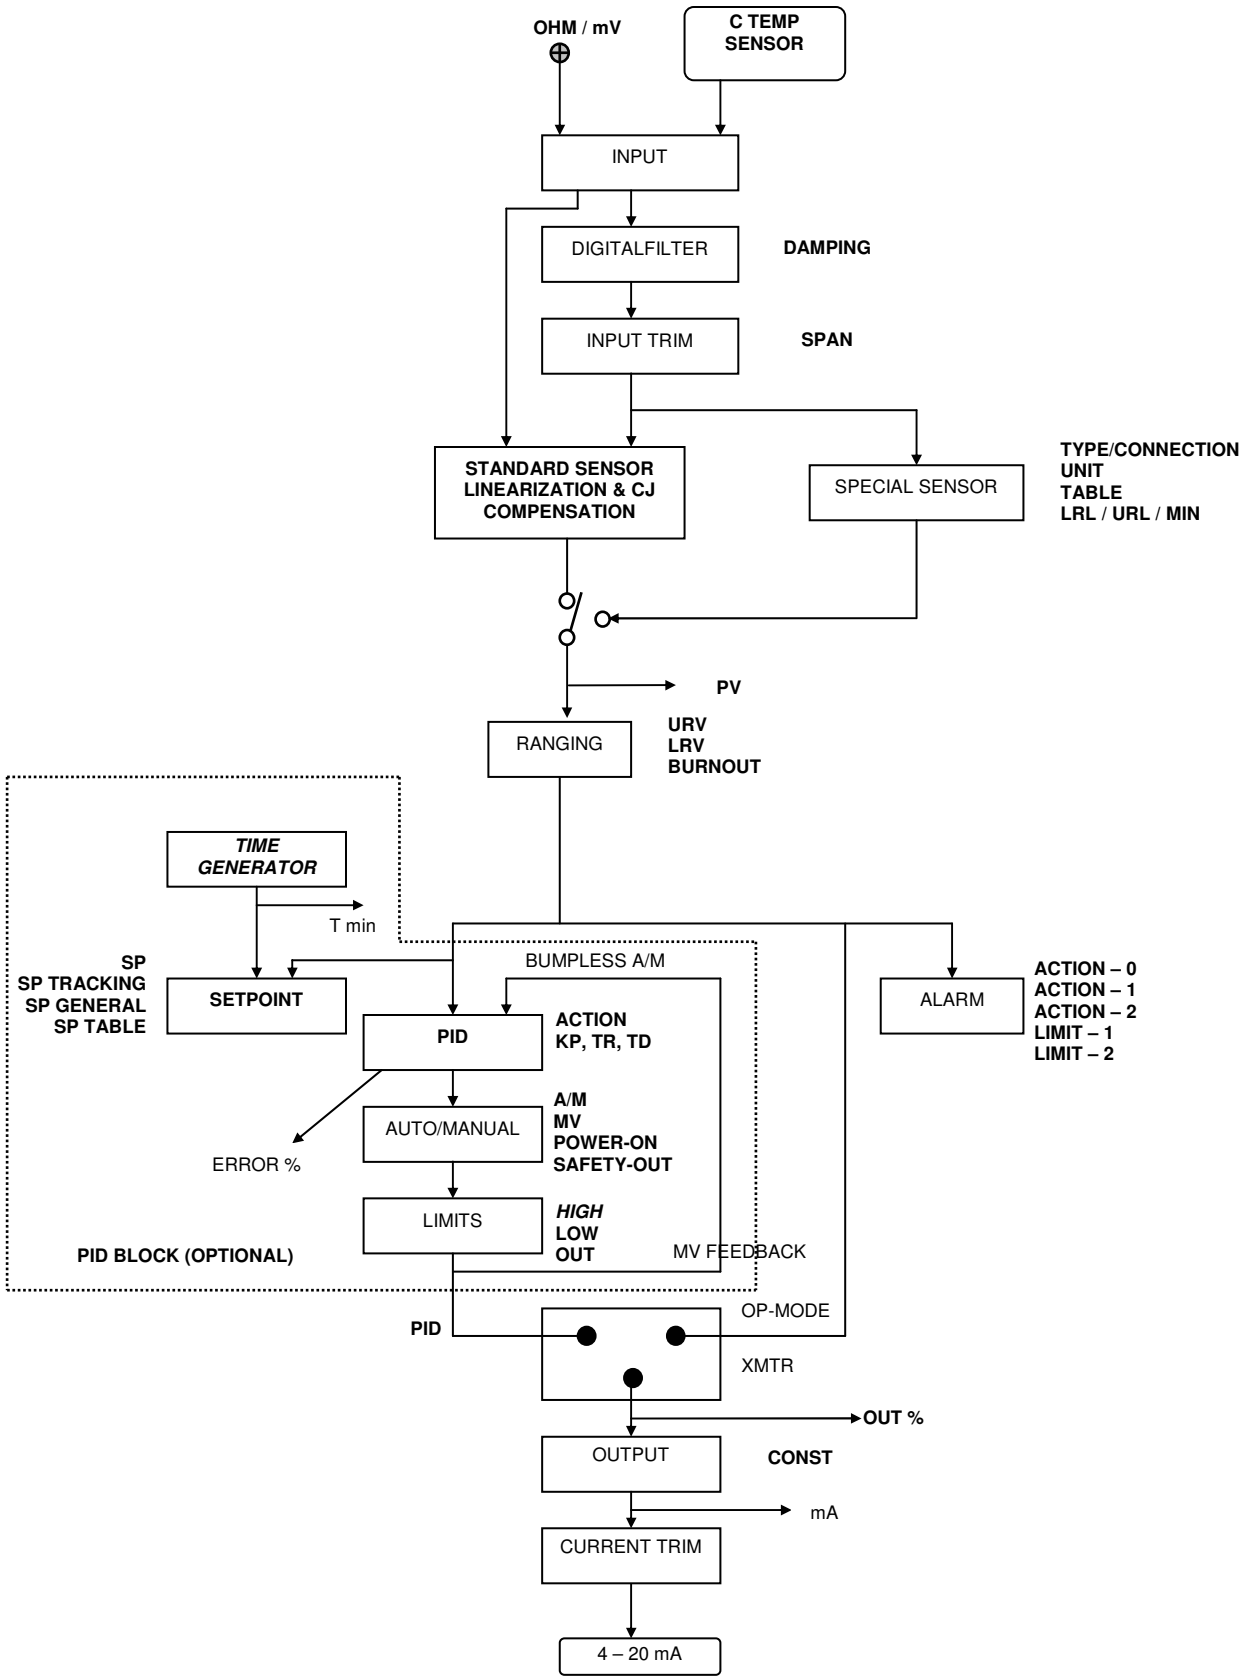 OHM / mV
C TEMP
SENSOR
INPUT
DIGITALFILTER
DAMPING
INPUT TRIM
SPAN
STANDARD SENSOR
LINEARIZATION & CJ
COMPENSATION
SPECIAL SENSOR
TYPE/CONNECTION
UNIT
TABLE
LRL / URL / MIN
PV
RANGING
URV
LRV
BURNOUT
TIME
GENERATOR
T min
SP
SP TRACKING
SP GENERAL
SP TABLE
SETPOINT
BUMPLESS A/M
PID
ACTION
KP, TR, TD
ALARM
ACTION – 0
ACTION – 1
ACTION – 2
LIMIT – 1
LIMIT – 2
AUTO/MANUAL
A/M
MV
POWER-ON
SAFETY-OUT
ERROR %
LIMITS
HIGH
LOW
OUT
PID BLOCK (OPTIONAL)
MV FEEDBACK
OP-MODE
PID
XMTR
OUT %
OUTPUT
CONST
mA
CURRENT TRIM
4 – 20 mA